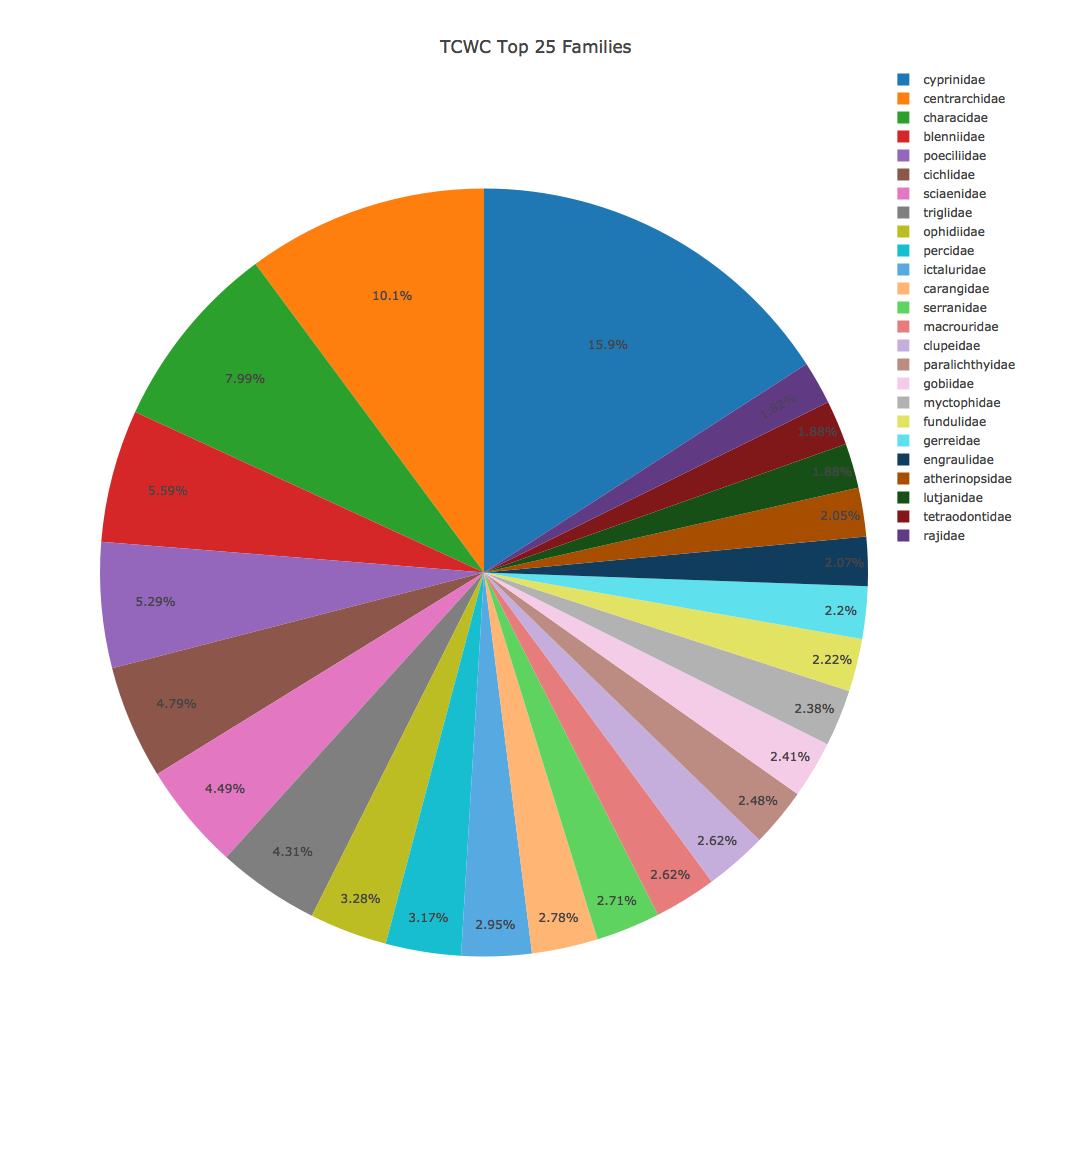 TCWC Top 25 Families
cyprinidae
centrarchidae
characidae
blenniidae
poeciliidae
cichlidae
sciaenidae
triglidae
ophidiidae
percidae
ictaluridae
carangidae
serranidae
macrouridae
clupeidae
paralichthyidae
gobiidae
myctophidae
fundulidae
gerreidae
engraulidae
atherinopsidae
lutjanidae
tetraodontidae
rajidae
15.9%
10.1%
7.99%
5.59%
5.29%
4.79%
4.49%
4.31%
3.28%
3.17%
2.95%
2.78%
2.71%
2.62%
2.62%
2.48%
2.41%
2.38%
2.22%
2.2%
2.07%
2.05%
1.88%
1.88%
1.82%